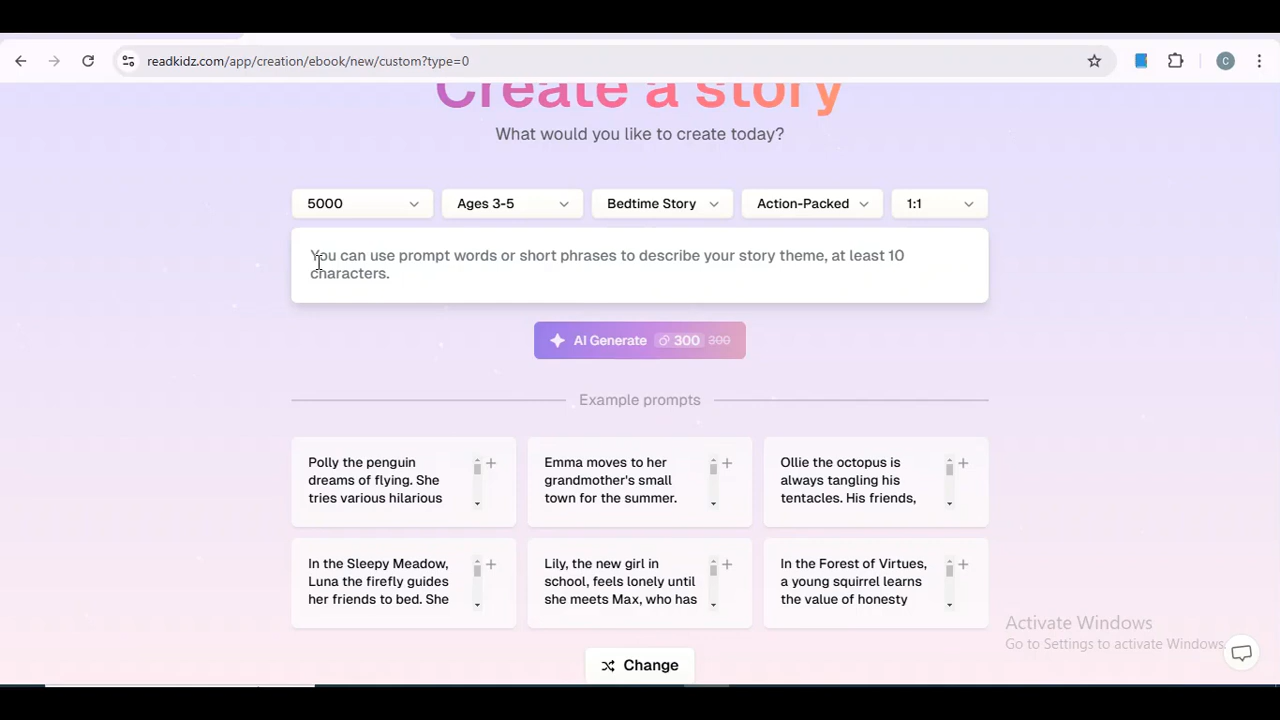 readkidz.com/app/creation/ebook/new/custom?type=0
C
Create a story
What would you like to create today?
5000
Ages 3-5
Bedtime Story
Action-Packed
1:1
You can use prompt words or short phrases to describe your story theme, at least 10
characters.
AI Generate 300 300
Example prompts
Polly the penguin
dreams of flying. She
tries various hilarious
Emma moves to her
grandmother's small
town for the summer.
Ollie the octopus is
always tangling his
tentacles. His friends,
In the Sleepy Meadow,
Luna the firefly guides
her friends to bed. She
Lily, the new girl in
school, feels lonely until
she meets Max, who has
In the Forest of Virtues,
a young squirrel learns
the value of honesty
Activate Windows
Go to Settings to activate Windows.
Change